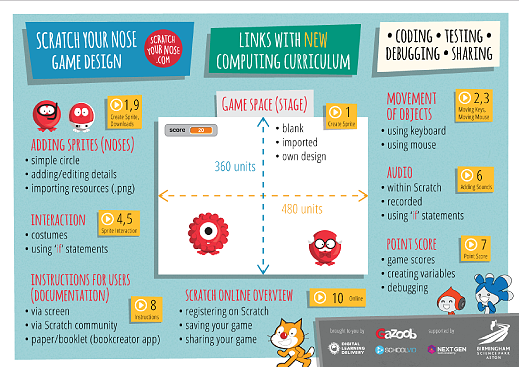 SCRATCH YOUR NOSE
GAME DESIGN
SCRATCH
YOUR NOSE
.COM
LINKS WITH NEW
COMPUTING CURRICULUM
• CODING • TESTING •
DEBUGGING • SHARING
1,9
Create Sprite,
Downloads
ADDING SPRITES (NOSES)
• simple circle
• adding/editing details
• importing resources (.png)
INTERACTION
4,5
Sprite Interaction
• costumes
• using 'if' statements
INSTRUCTIONS FOR USERS
(DOCUMENTATION)
8
Instructions
• via screen
• via Scratch community
• paper/booklet (bookcreator app)
GAME SPACE (STAGE)
1
Create Sprite
• blank
• imported
• own design
score 20
360 units
480 units
SCRATCH ONLINE OVERVIEW
10 Online
• registering on Scratch
• saving your game
• sharing your game
MOVEMENT
OF OBJECTS
2,3
Moving Keys,
Moving Mouse
• using keyboard
• using mouse
AUDIO
6
Adding Sounds
• within Scratch
• recorded
• using 'if' statements
POINT SCORE
7
Point Score
• game scores
• creating variables
• debugging
brought to you by
Gazoob
supported by
DIGITAL
LEARNING
DELIVERY
NEXT GEN
BIRMINGHAM
SCIENCE PARK
ASTON